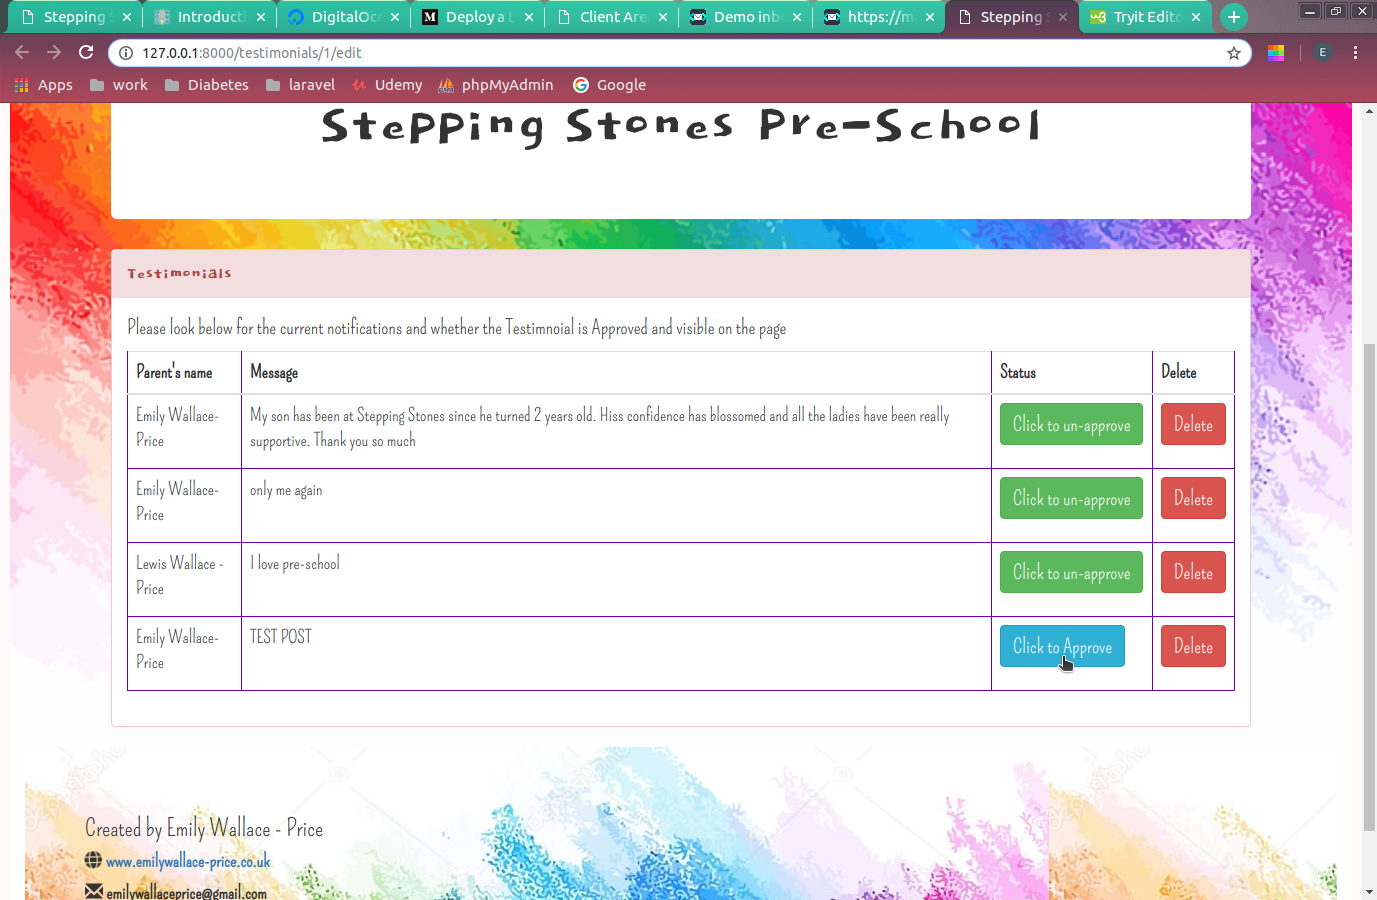 Stepping S
Introducti
DigitalOce
Deploy a L
Client Area
Demo inbo
https://ma
Stepping S
Tryit Edito
127.0.0.1:8000/testimonials/1/edit
E
Apps work Diabetes laravel Udemy phpMyAdmin Google
Stepping Stones Pre-School
Testimonials
Please look below for the current notifications and whether the Testimnoial is Approved and visible on the page
Parent's name Message Status Delete
Emily Wallace- My son has been at Stepping Stones since he turned 2 years old. Hiss confidence has blossomed and all the ladies have been really Click to un-approve Delete
Price supportive. Thank you so much
Emily Wallace- only me again Click to un-approve Delete
Price
Lewis Wallace - I love pre-school Click to un-approve Delete
Price
Emily Wallace- TEST POST Click to Approve Delete
Price
Created by Emily Wallace - Price
www.emilywallace-price.co.uk
emilywallaceprice@gmail.com